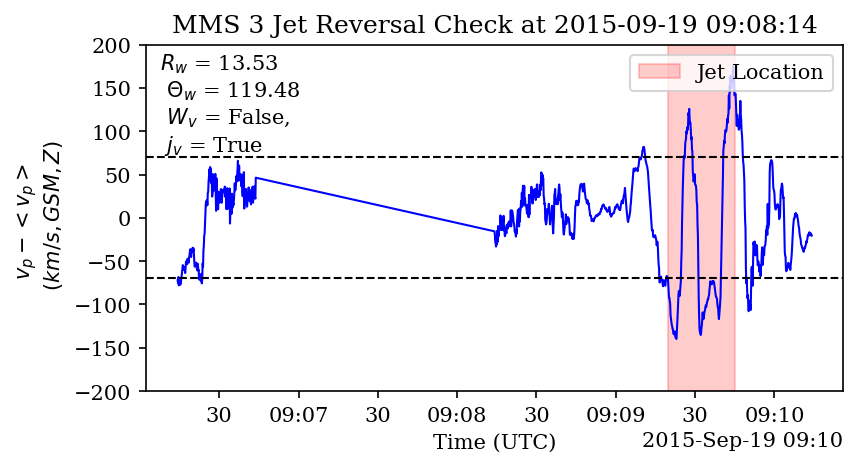 MMS 3 Jet Reversal Check at 2015-09-19 09:08:14
R_w = 13.53
Θ_w = 119.48
W_v = False,
j_v = True
Jet Location
v_p − < v_p >
(km/s, GSM, Z)
200
150
100
50
0
−50
−100
−150
−200
30 09:07 30 09:08 30 09:09 30 09:10
Time (UTC)
2015-Sep-19 09:10